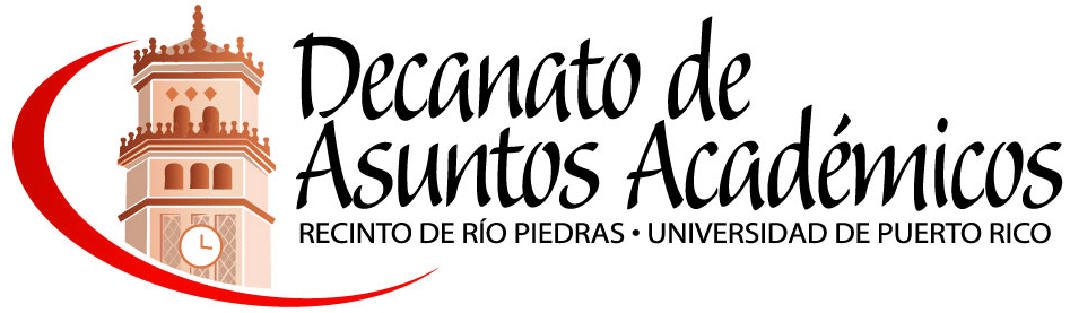 Decanato de
Asuntos Académicos
RECINTO DE RÍO PIEDRAS • UNIVERSIDAD DE PUERTO RICO